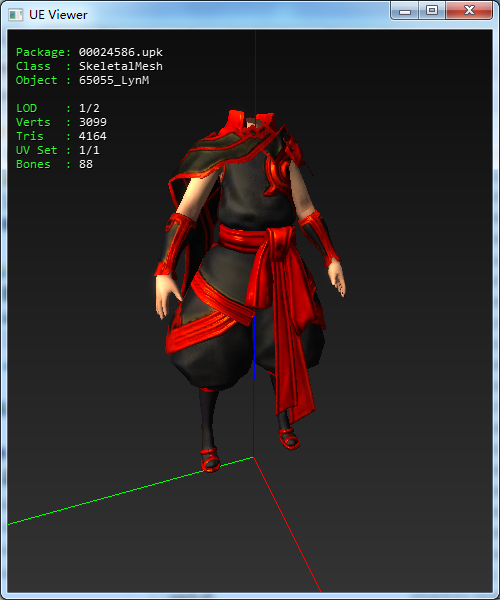 UE Viewer
Package: 00024586.upk
Class : SkeletalMesh
Object : 65055_LynM
LOD : 1/2
Verts : 3099
Tris : 4164
UV Set : 1/1
Bones : 88